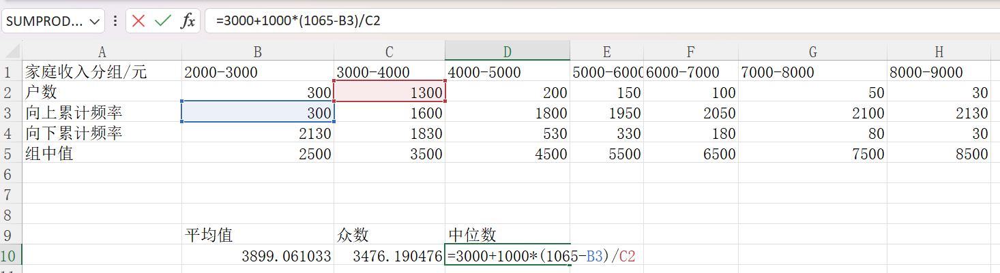 SUMPROD... fx =3000+1000*(1065-B3)/C2
A B C D E F G H
1 家庭收入分组/元 2000-3000 3000-4000 4000-5000 5000-6000 6000-7000 7000-8000 8000-9000
2 户数 300 1300 200 150 100 50 30
3 向上累计频率 300 1600 1800 1950 2050 2100 2130
4 向下累计频率 2130 1830 530 330 180 80 30
5 组中值 2500 3500 4500 5500 6500 7500 8500
6
7
8
9 平均值 众数 中位数
10 3899.061033 3476.190476 =3000+1000*(1065-B3)/C2